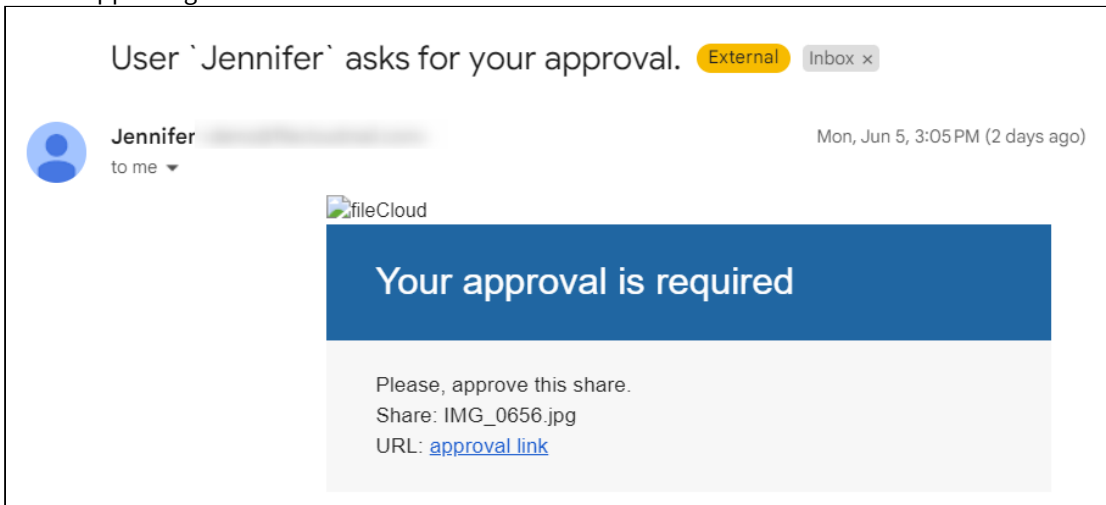 User `Jennifer` asks for your approval. External Inbox x
Jennifer
Mon, Jun 5, 3:05 PM (2 days ago)
to me
fileCloud
Your approval is required
Please, approve this share.
Share: IMG_0656.jpg
URL: approval link